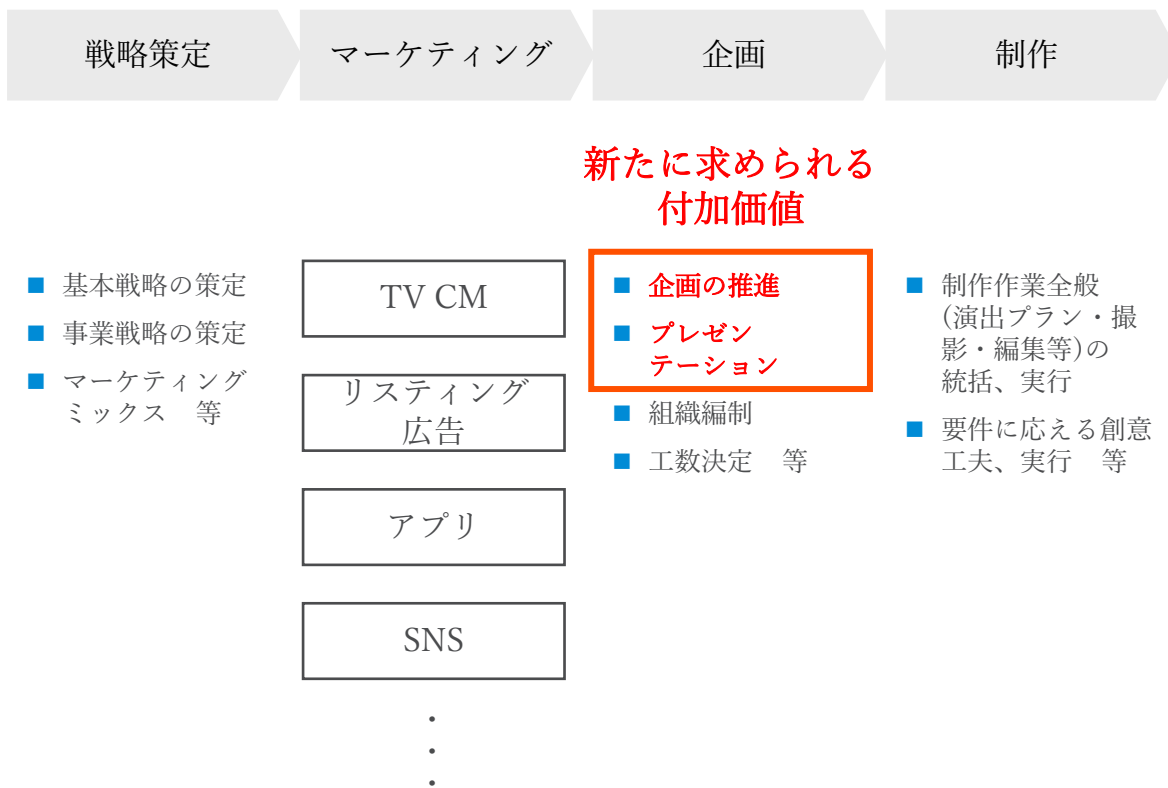 戦略策定
マーケティング
企画
制作
新たに求められる
付加価値
■ 基本戦略の策定
■ 事業戦略の策定
■ マーケティング
ミックス　等
TV CM
リスティング
広告
アプリ
SNS
・
・
・
■ 企画の推進
■ プレゼン
テーション
■ 組織編制
■ 工数決定　等
■ 制作作業全般
(演出プラン・撮
影・編集等)の
統括、実行
■ 要件に応える創意
工夫、実行　等